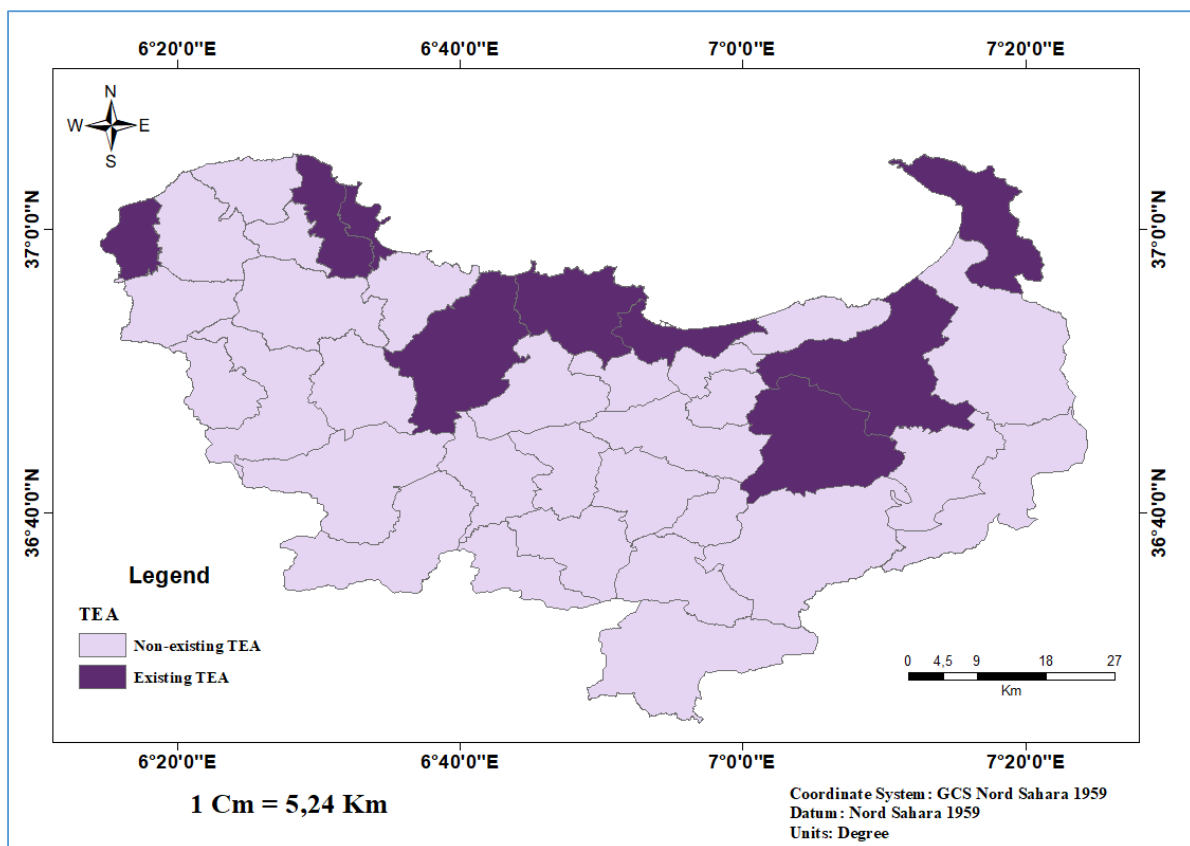 6°20'0"E 6°40'0"E 7°0'0"E 7°20'0"E
N
W E
S
37°0'0"N 37°0'0"N
36°40'0"N 36°40'0"N
Legend
TEA
Non-existing TEA
Existing TEA
0 4,5 9 18 27
Km
6°20'0"E 6°40'0"E 7°0'0"E 7°20'0"E
1 Cm = 5,24 Km
Coordinate System: GCS Nord Sahara 1959
Datum: Nord Sahara 1959
Units: Degree